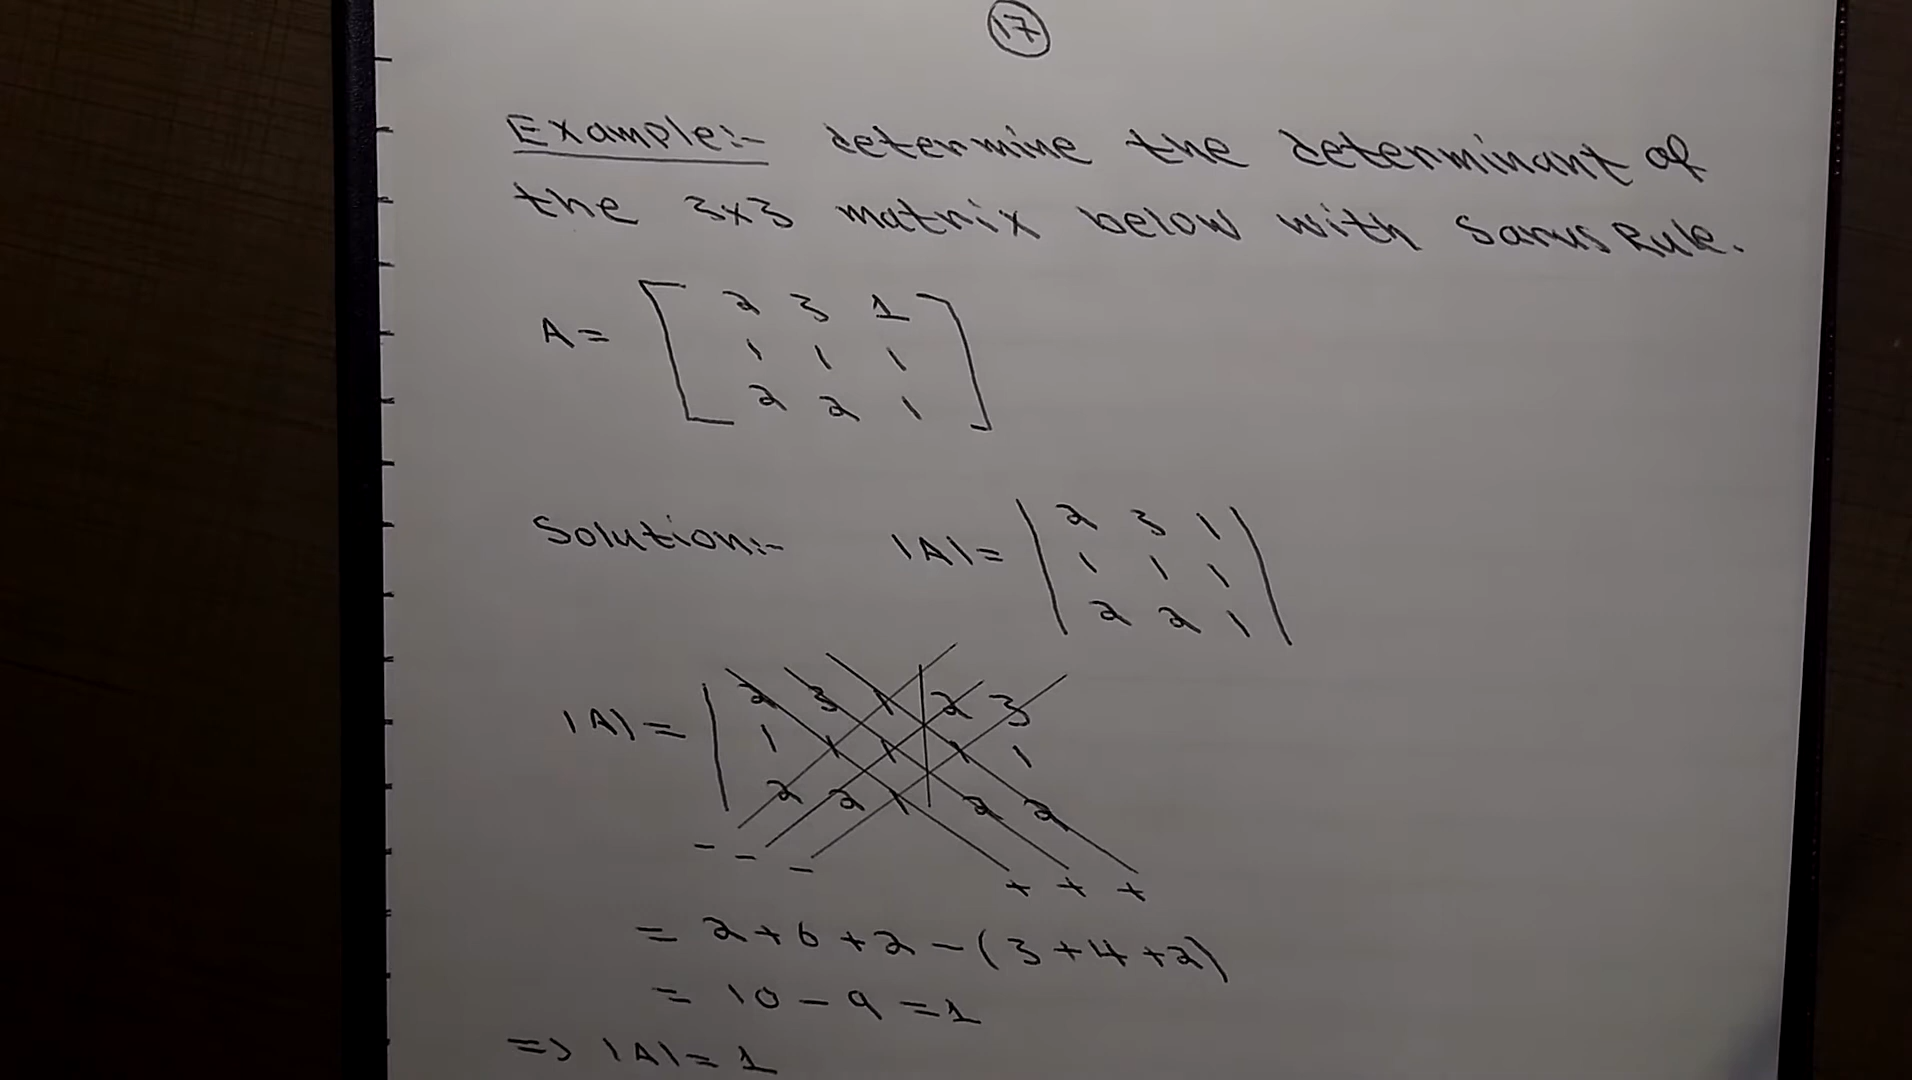 17
Example:- determine the determinant of
the 3x3 matrix below with Sarus Rule.
2 3 1
A = 1 1 1
2 2 1
2 3 1
Solution:- |A| = 1 1 1
2 2 1
2 3 1 | 2 3
|A| = 1 1 1 1 1
2 2 1 2 2
- - - + + +
= 2+6+2-(3+4+2)
= 10-9=1
=> |A|=1